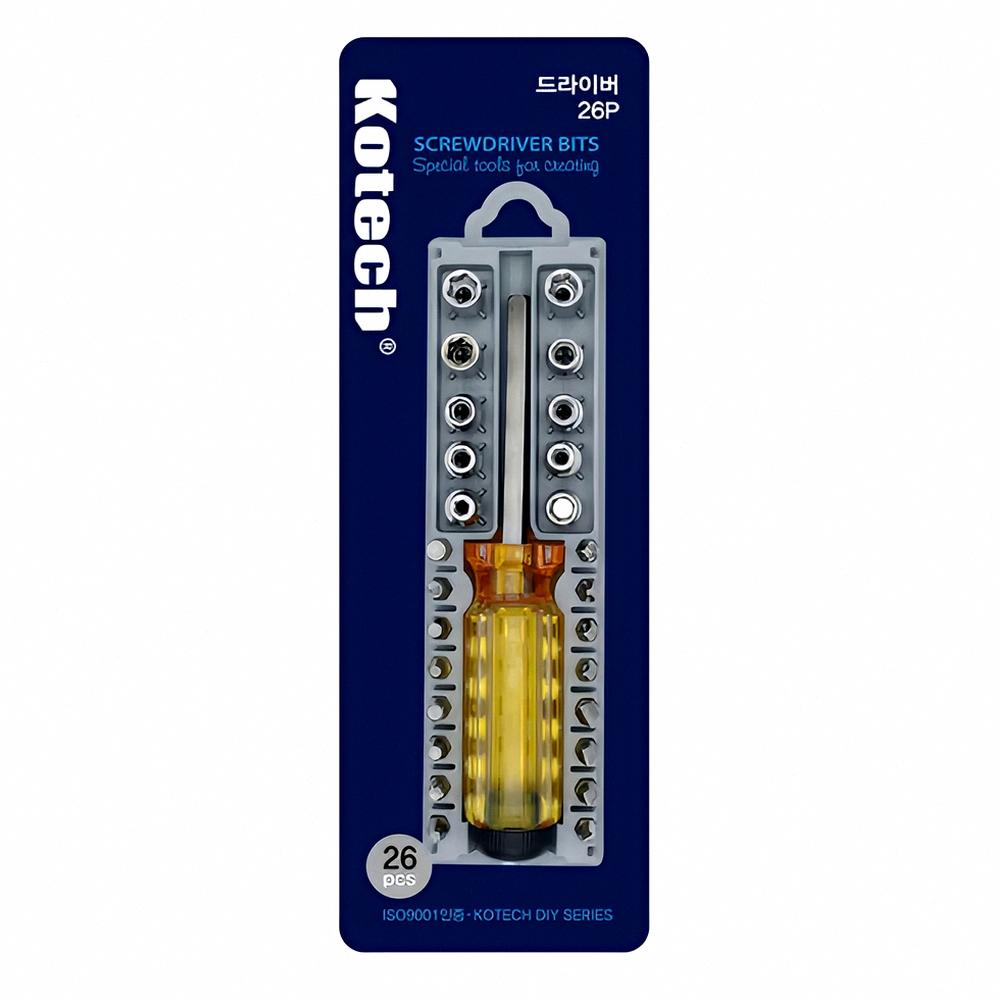 Kotech®
드라이버
26P
SCREWDRIVER BITS
Special tools for creating
26
pcs
ISO9001인증-KOTECH DIY SERIES